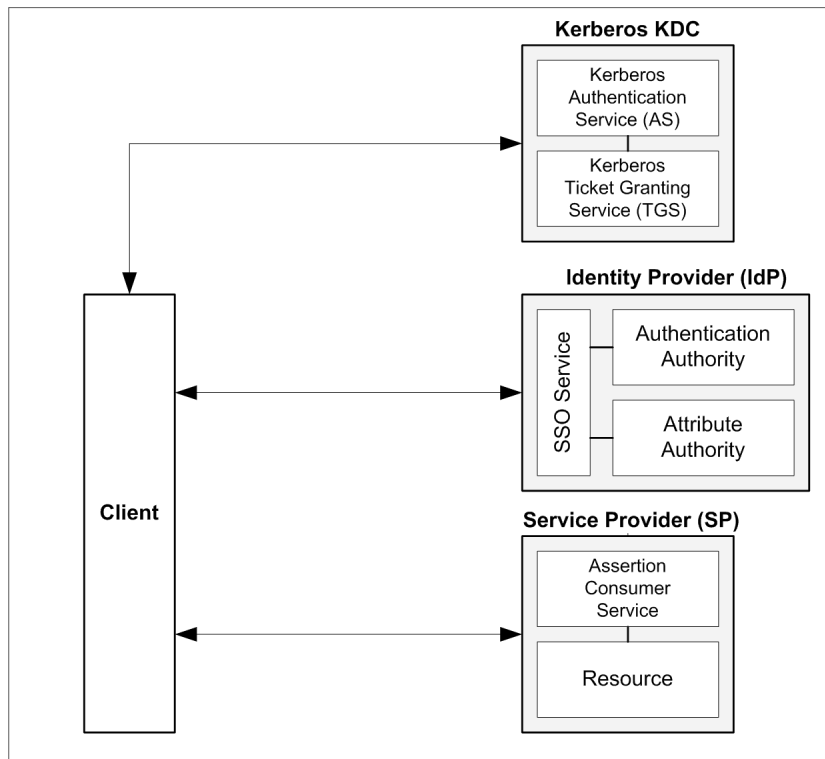 Kerberos KDC
Kerberos
Authentication
Service (AS)
Kerberos
Ticket Granting
Service (TGS)
Identity Provider (IdP)
SSO Service
Authentication
Authority
Attribute
Authority
Client
Service Provider (SP)
Assertion
Consumer
Service
Resource